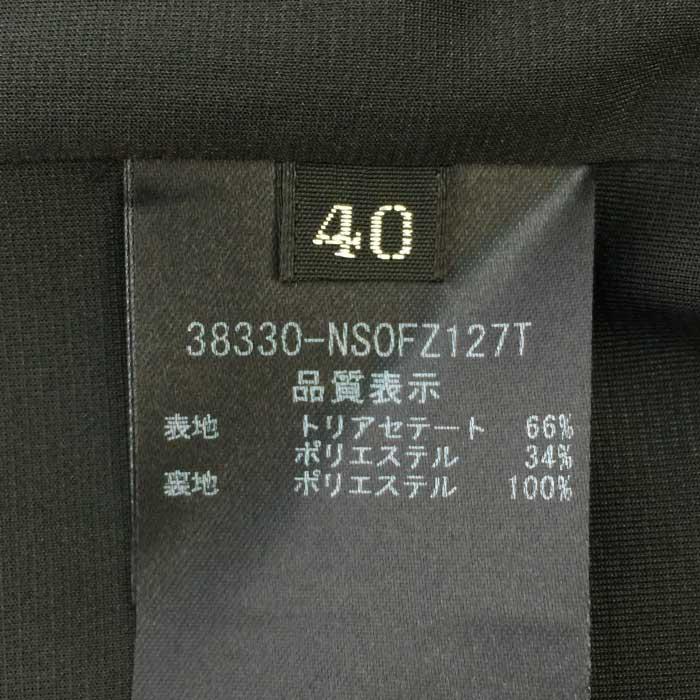 40
38330-NS0FZ127T
品質表示
表地 トリアセテート 66%
ポリエステル 34%
裏地 ポリエステル 100%